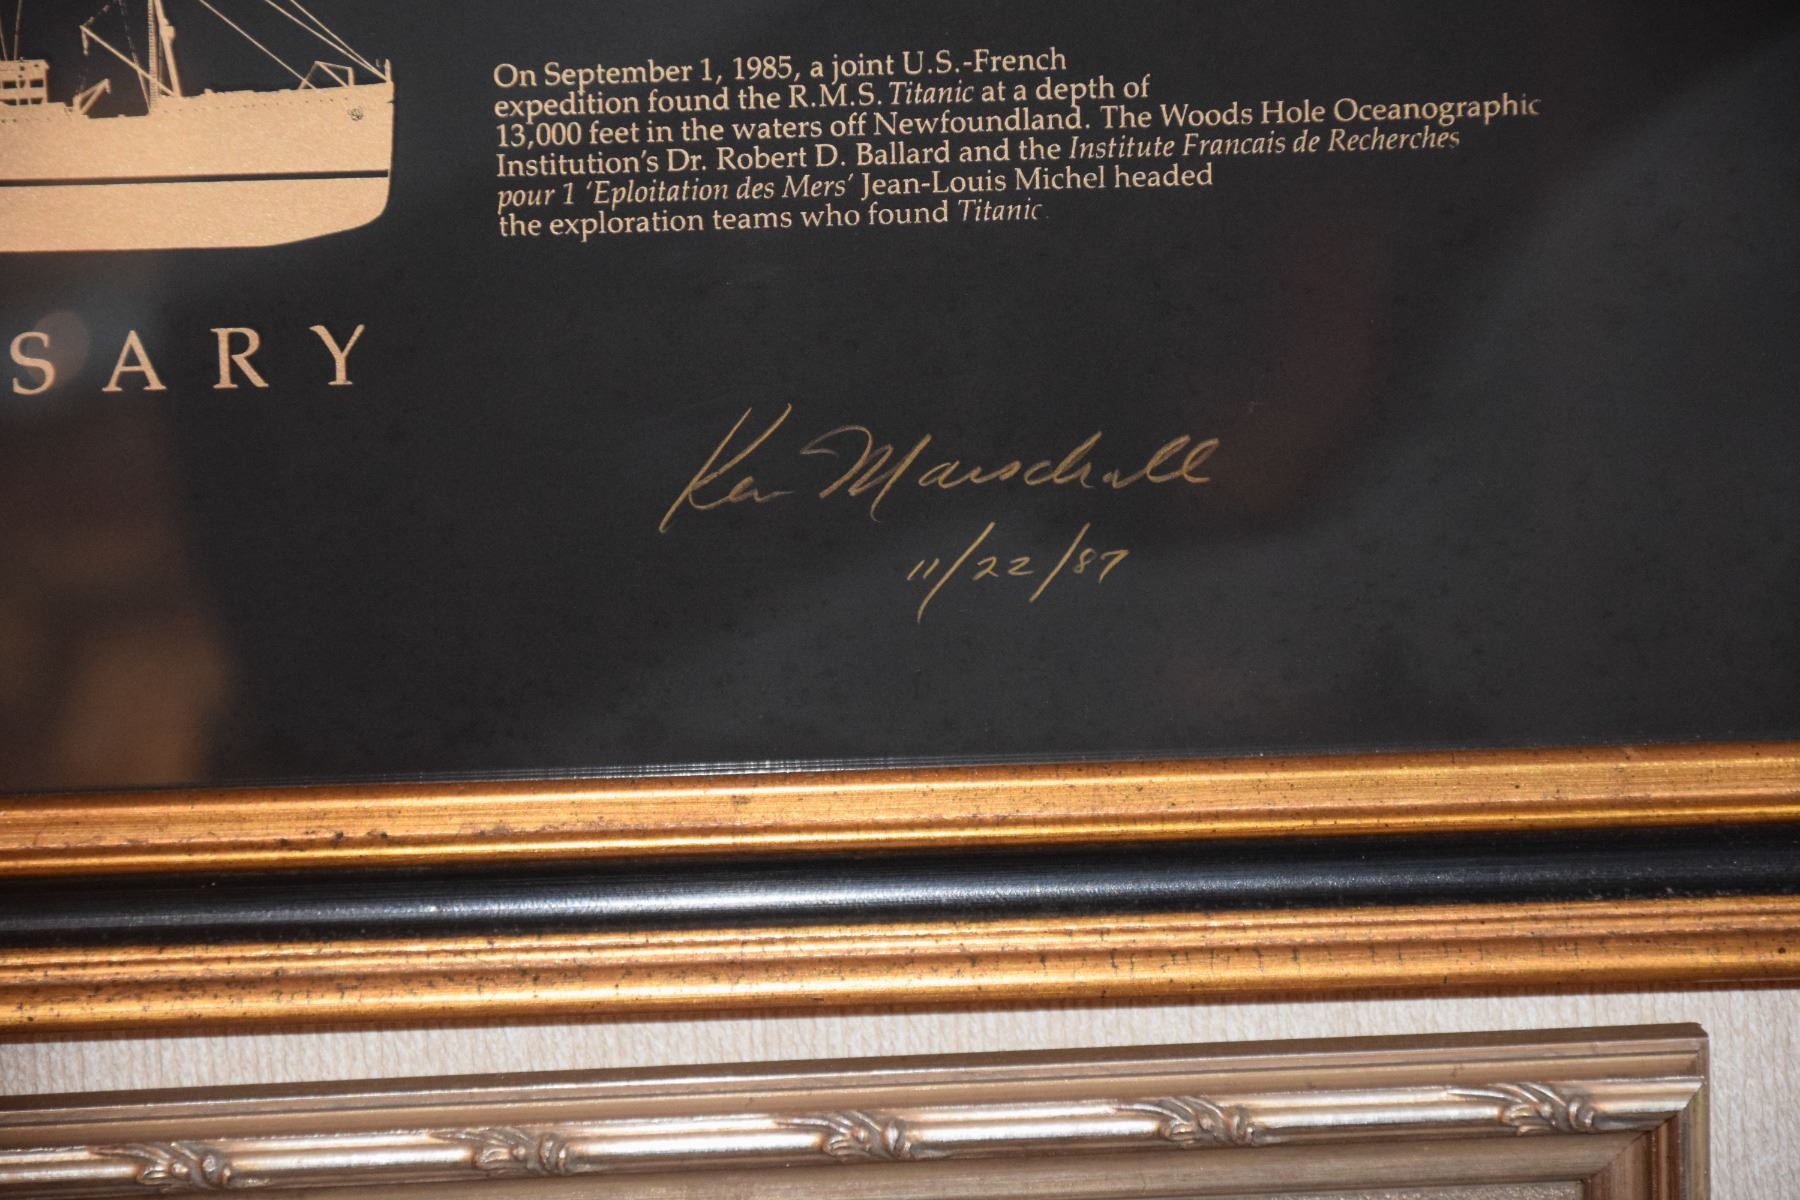 On September 1, 1985, a joint U.S.-French
expedition found the R.M.S. Titanic at a depth of
13,000 feet in the waters off Newfoundland. The Woods Hole Oceanographic
Institution's Dr. Robert D. Ballard and the Institute Francais de Recherches
pour 1 'Eploitation des Mers' Jean-Louis Michel headed
the exploration teams who found Titanic.
SARY
Ken Marschall
11/22/87